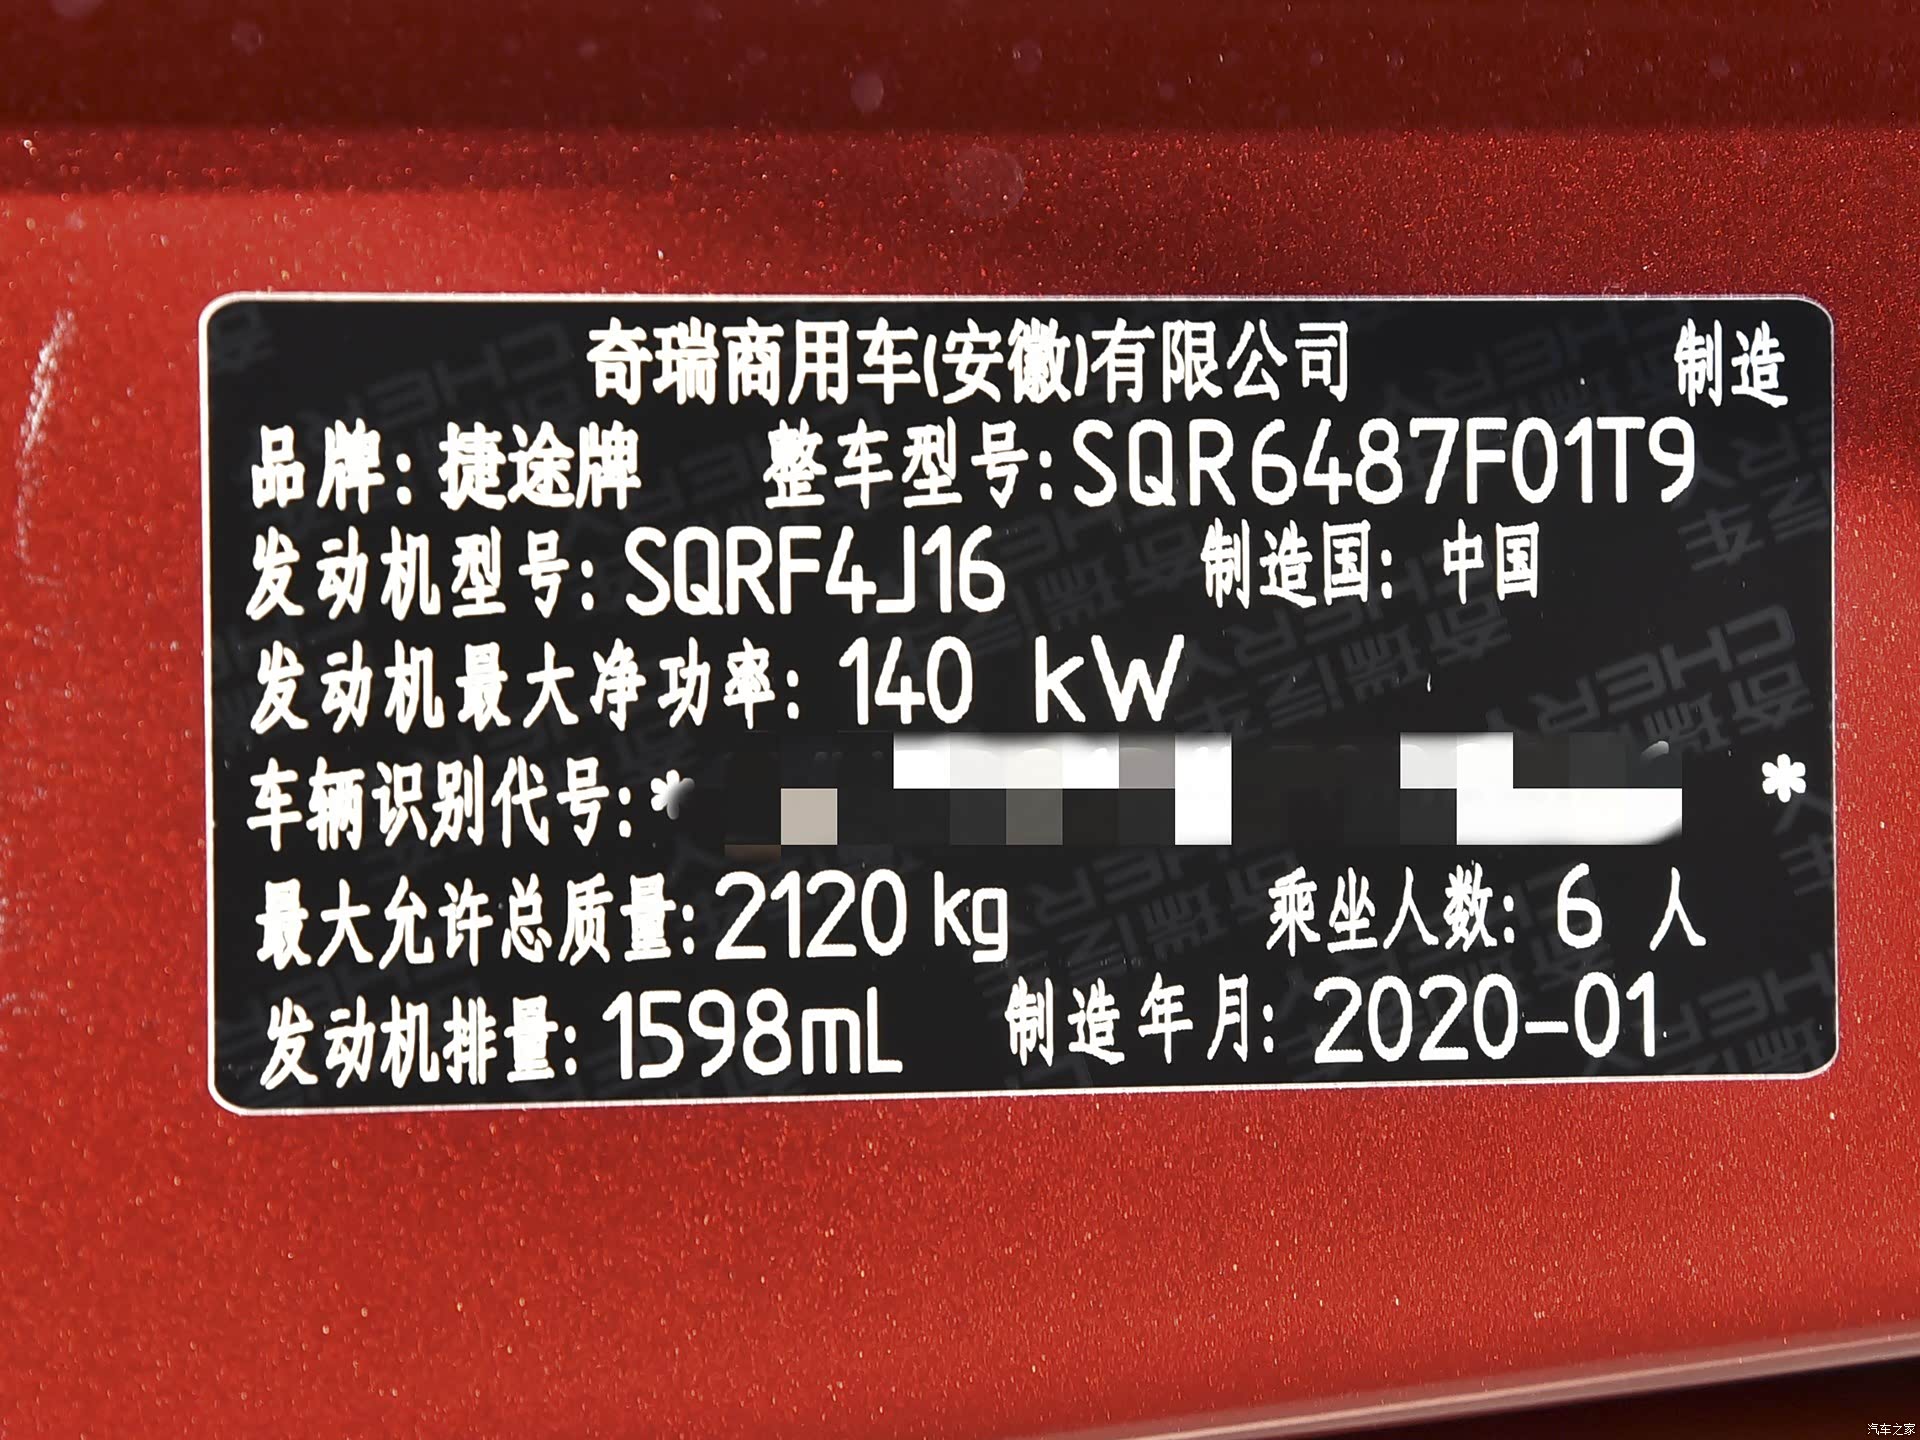 奇瑞商用车(安徽)有限公司 制造
品牌: 捷途牌 整车型号: SQR6487F01T9
发动机型号: SQRF4J16 制造国: 中国
发动机最大净功率: 140 kW
车辆识别代号: * *
最大允许总质量: 2120 kg 乘坐人数: 6 人
发动机排量: 1598mL 制造年月: 2020-01
汽车之家